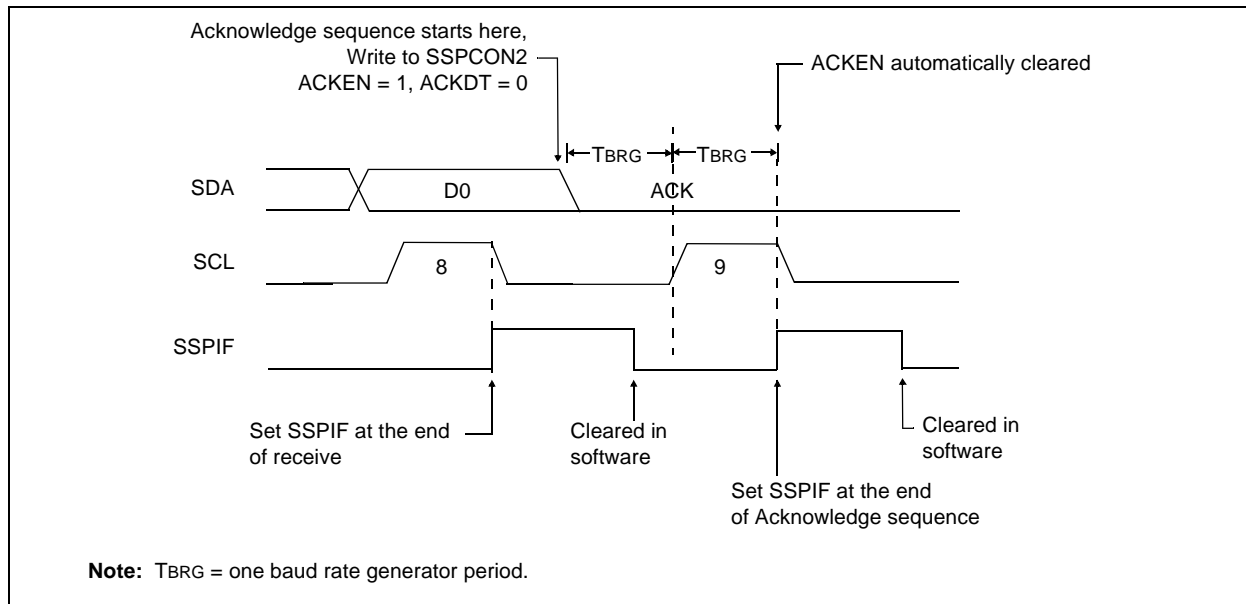 Acknowledge sequence starts here,
Write to SSPCON2
ACKEN = 1, ACKDT = 0
ACKEN automatically cleared
TBRG
TBRG
SDA
D0
ACK
SCL
8
9
SSPIF
Set SSPIF at the end
of receive
Cleared in
software
Cleared in
software
Set SSPIF at the end
of Acknowledge sequence
Note: TBRG = one baud rate generator period.